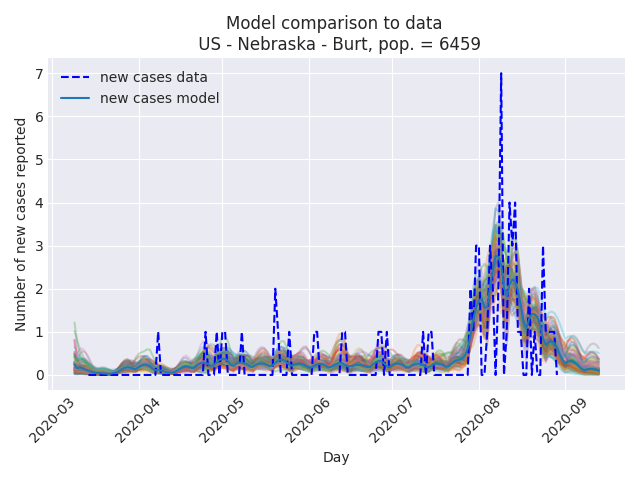 Model comparison to data
US - Nebraska - Burt, pop. = 6459
new cases data
new cases model
Number of new cases reported
7
6
5
4
3
2
1
0
2020-03
2020-04
2020-05
2020-06
2020-07
2020-08
2020-09
Day